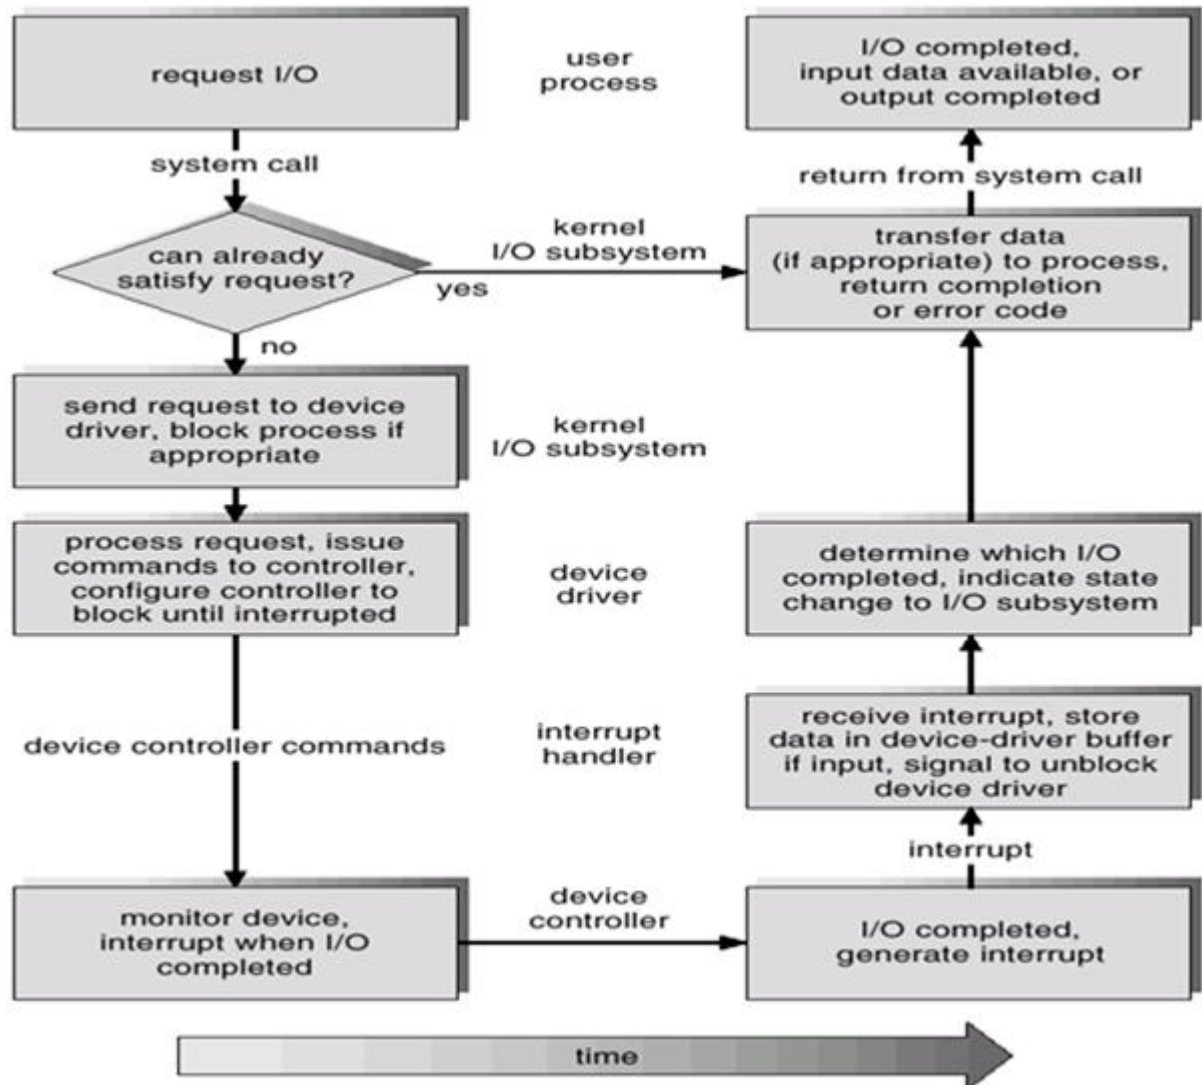 request I/O
user
process
I/O completed,
input data available, or
output completed
system call
return from system call
can already
satisfy request?
kernel
I/O subsystem
yes
transfer data
(if appropriate) to process,
return completion
or error code
no
send request to device
driver, block process if
appropriate
kernel
I/O subsystem
process request, issue
commands to controller,
configure controller to
block until interrupted
device
driver
determine which I/O
completed, indicate state
change to I/O subsystem
device controller commands
interrupt
handler
receive interrupt, store
data in device-driver buffer
if input, signal to unblock
device driver
interrupt
monitor device,
interrupt when I/O
completed
device
controller
I/O completed,
generate interrupt
time